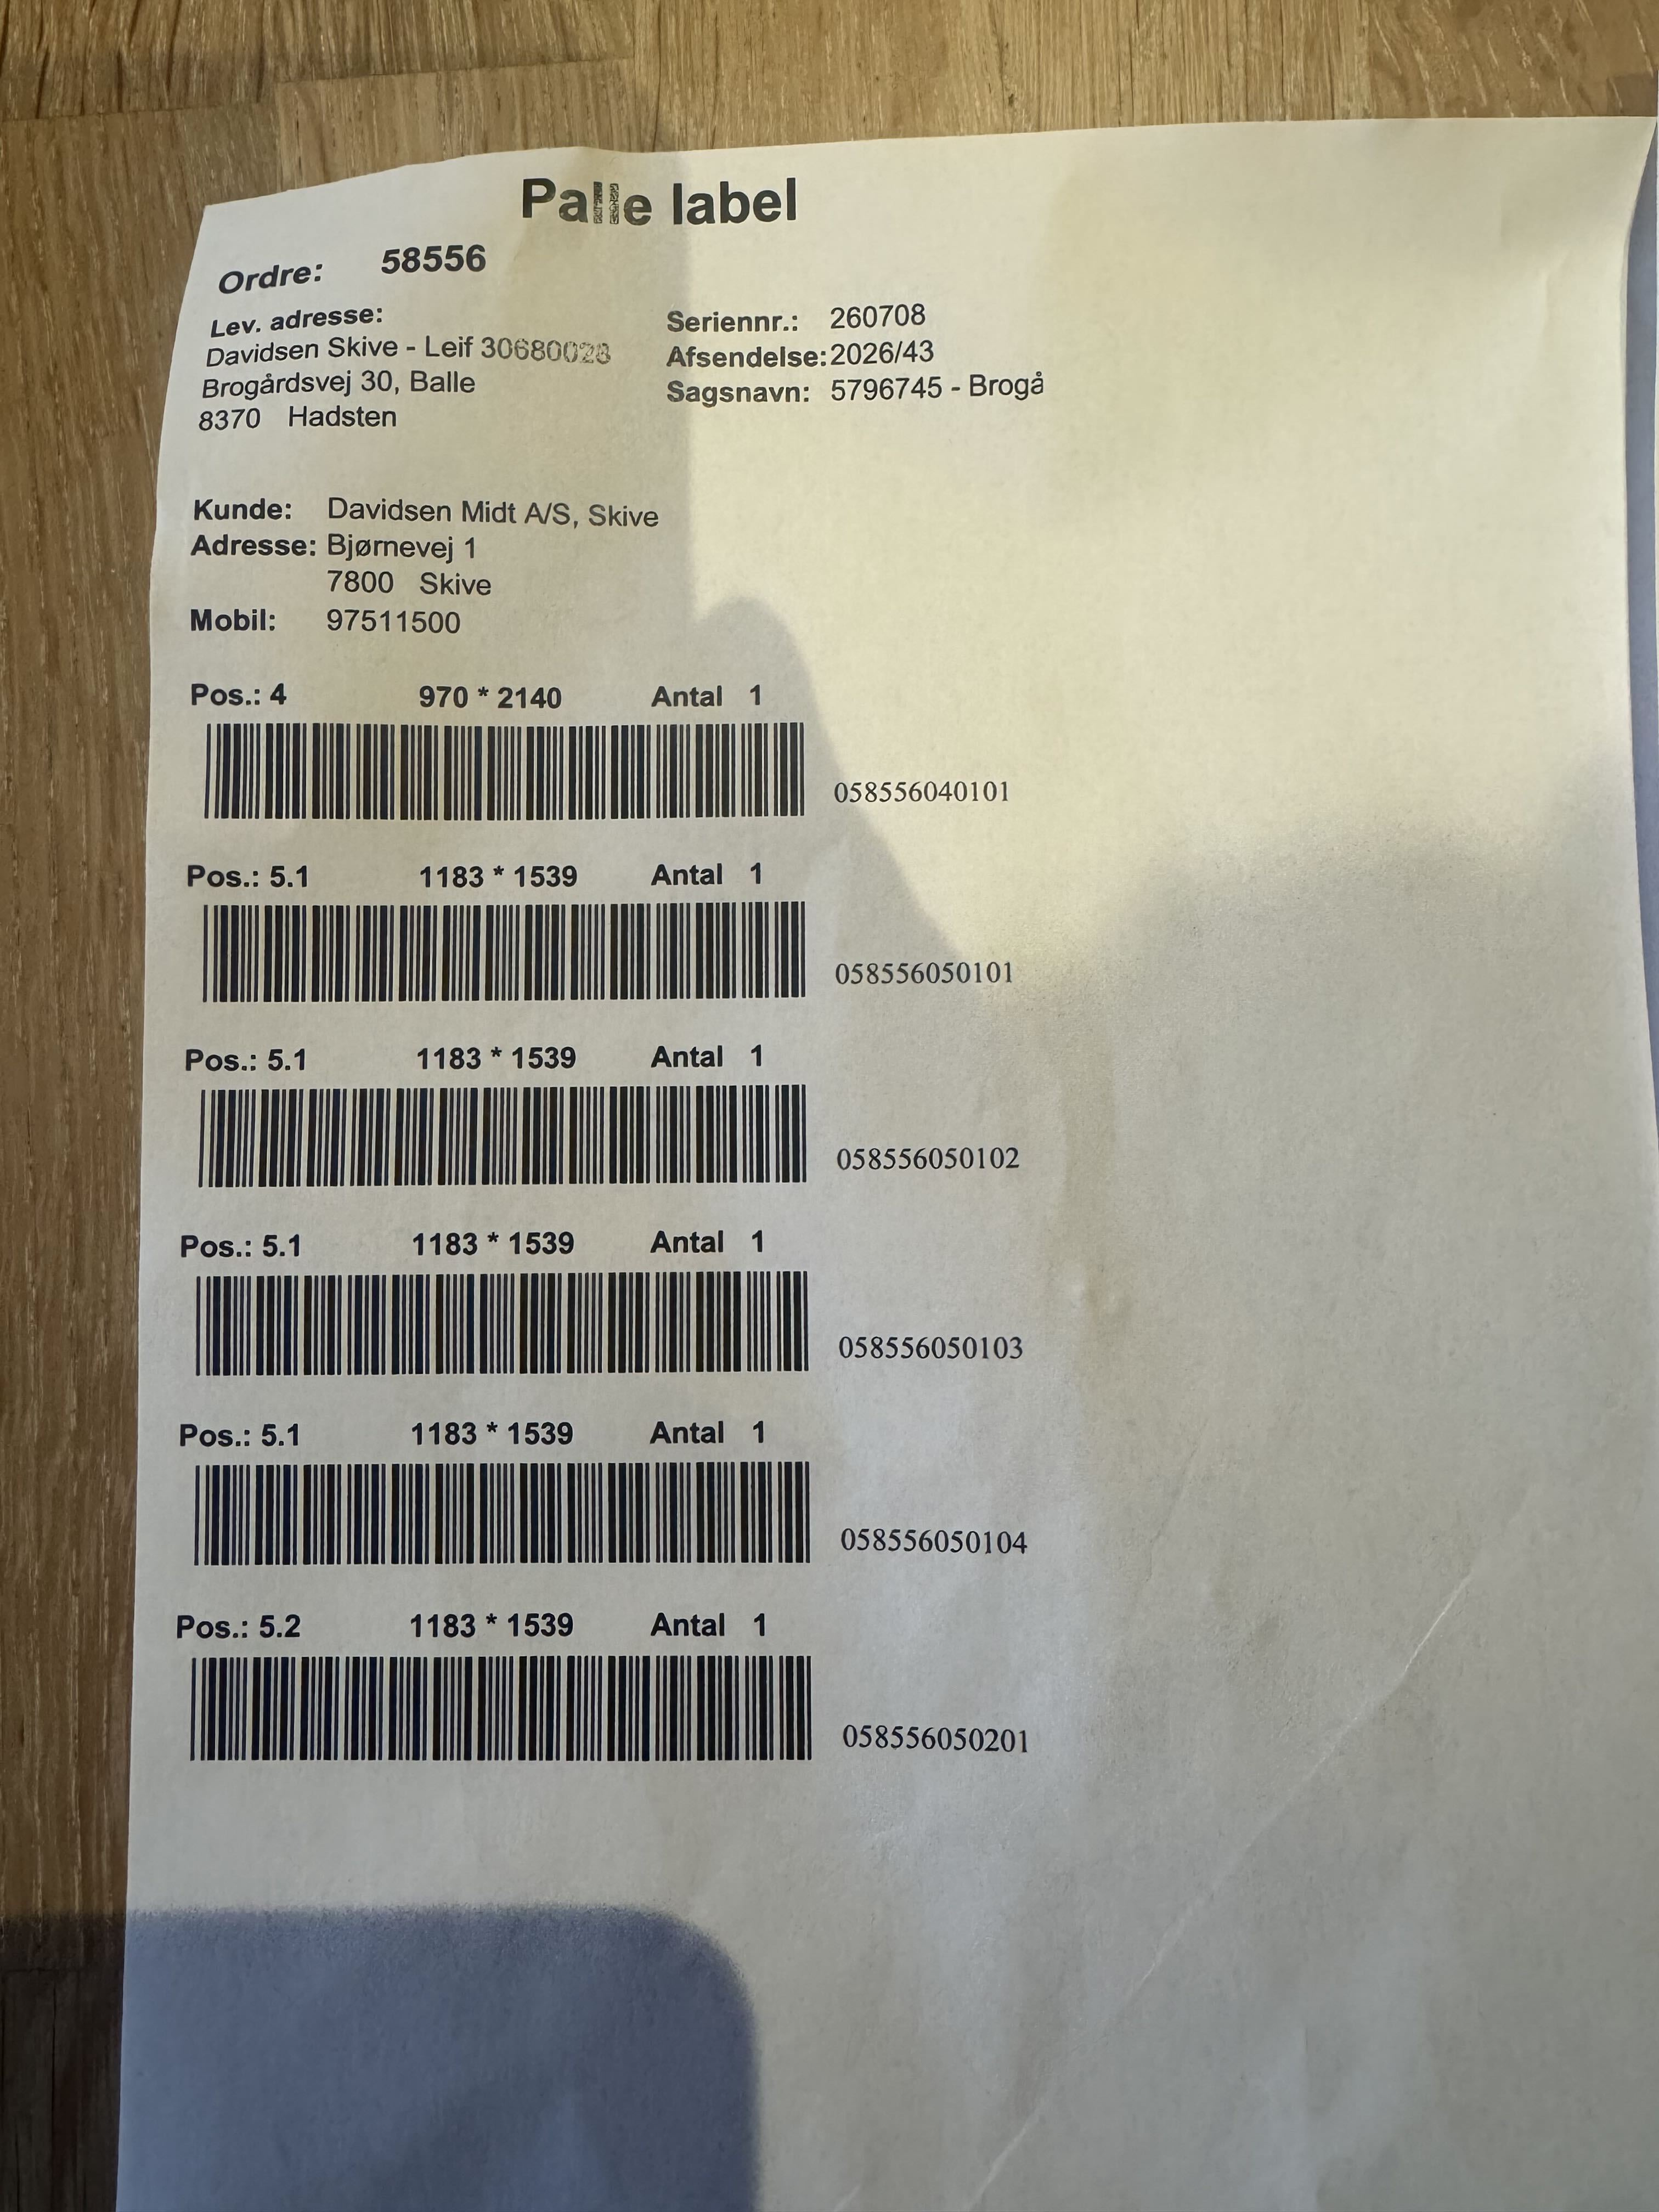 Palle label
Ordre: 58556
Lev. adresse:
Davidsen Skive - Leif 30680028
Brogårdsvej 30, Balle
8370 Hadsten
Seriennr.: 260708
Afsendelse: 2026/43
Sagsnavn: 5796745 - Brogå
Kunde: Davidsen Midt A/S, Skive
Adresse: Bjørnevej 1
7800 Skive
Mobil: 97511500
Pos.: 4 970 * 2140 Antal 1
058556040101
Pos.: 5.1 1183 * 1539 Antal 1
058556050101
Pos.: 5.1 1183 * 1539 Antal 1
058556050102
Pos.: 5.1 1183 * 1539 Antal 1
058556050103
Pos.: 5.1 1183 * 1539 Antal 1
058556050104
Pos.: 5.2 1183 * 1539 Antal 1
058556050201